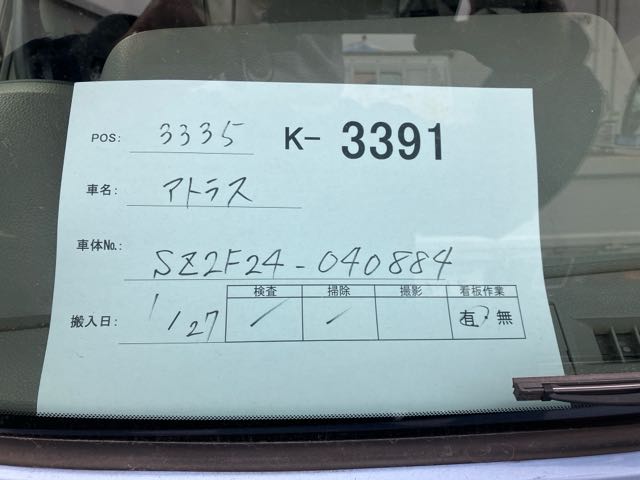 POS: 3335 K- 3391
車名: アトラス
車体No.: SZ2F24-040884
検査 掃除 撮影 看板作業
搬入日: 1/27 ✓ ✓ 有・無